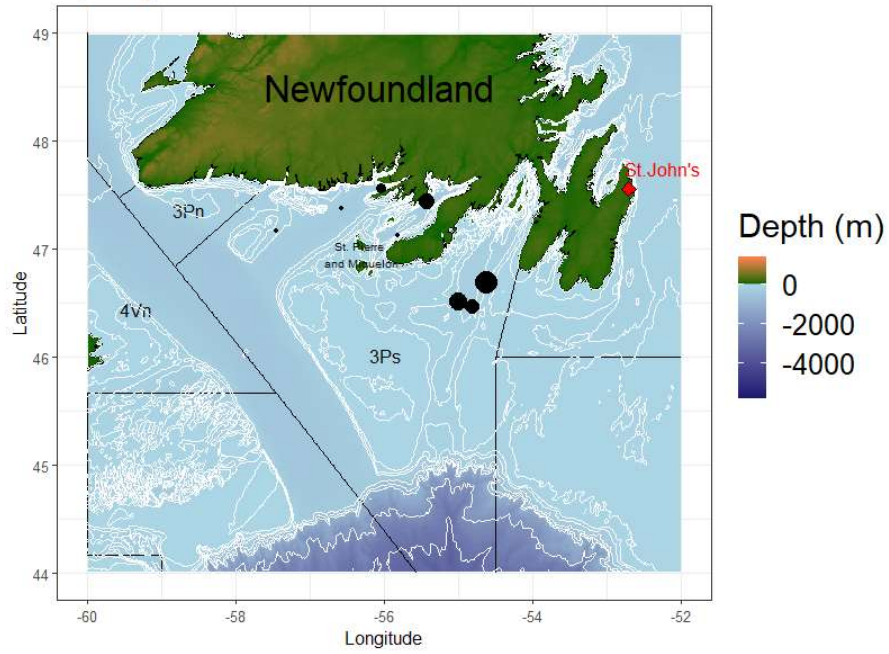 49
48
47
46
45
44
Latitude
Newfoundland
St.John's
3Pn
St. Pierre
and Miquelon
4Vn
3Ps
-60
-58
-56
-54
-52
Longitude
Depth (m)
0
-2000
-4000